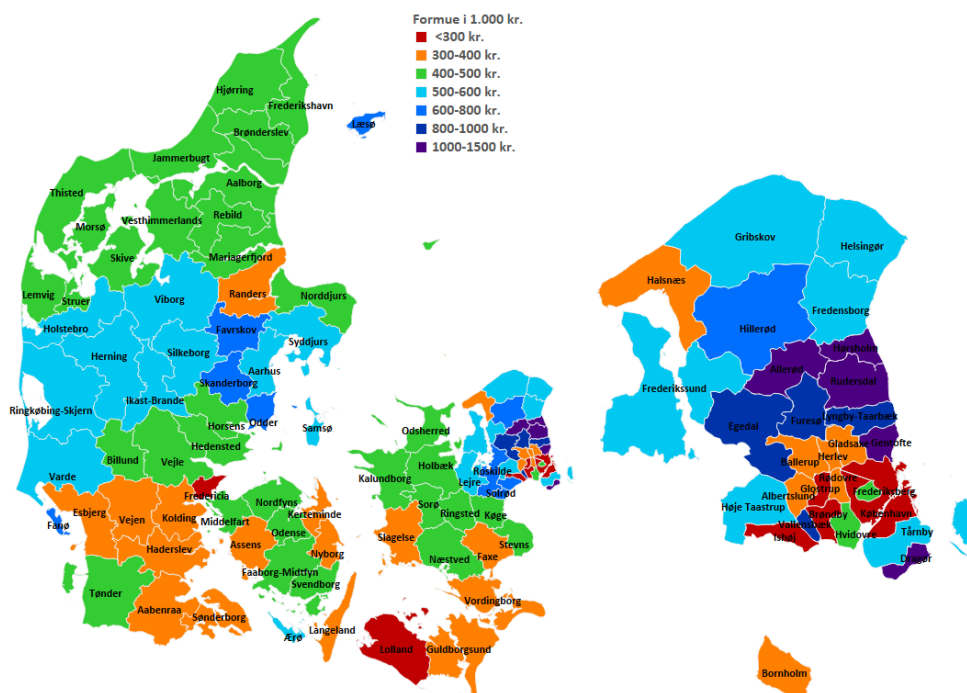 Formue i 1.000 kr.
<300 kr.
300-400 kr.
400-500 kr.
500-600 kr.
600-800 kr.
800-1000 kr.
1000-1500 kr.
Hjørring
Frederikshavn
Læsø
Brønderslev
Jammerbugt
Aalborg
Thisted
Rebild
Vesthimmerlands
Morsø
Mariagerfjord
Skive
Randers
Norddjurs
Lemvig
Struer
Viborg
Holstebro
Favrskov
Syddjurs
Herning
Silkeborg
Aarhus
Skanderborg
Ringkøbing-Skjern
Ikast-Brande
Horsens
Odder
Samsø
Hedensted
Billund
Vejle
Varde
Fredericia
Fanø
Esbjerg
Vejen
Kolding
Middelfart
Nordfyns
Kerteminde
Odense
Assens
Nyborg
Haderslev
Faaborg-Midtfyn
Svendborg
Tønder
Aabenraa
Sønderborg
Ærø
Langeland
Odsherred
Holbæk
Kalundborg
Roskilde
Lejre
Solrød
Sorø
Ringsted
Køge
Slagelse
Næstved
Faxe
Stevns
Vordingborg
Lolland
Guldborgsund
Gribskov
Helsingør
Halsnæs
Fredensborg
Hillerød
Hørsholm
Allerød
Rudersdal
Frederikssund
Egedal
Furesø
Lyngby-Taarbæk
Gladsaxe
Gentofte
Herlev
Ballerup
Rødovre
Glostrup
Albertslund
Frederiksberg
Høje Taastrup
Brøndby
København
Vallensbæk
Ishøj
Hvidovre
Tårnby
Dragør
Bornholm